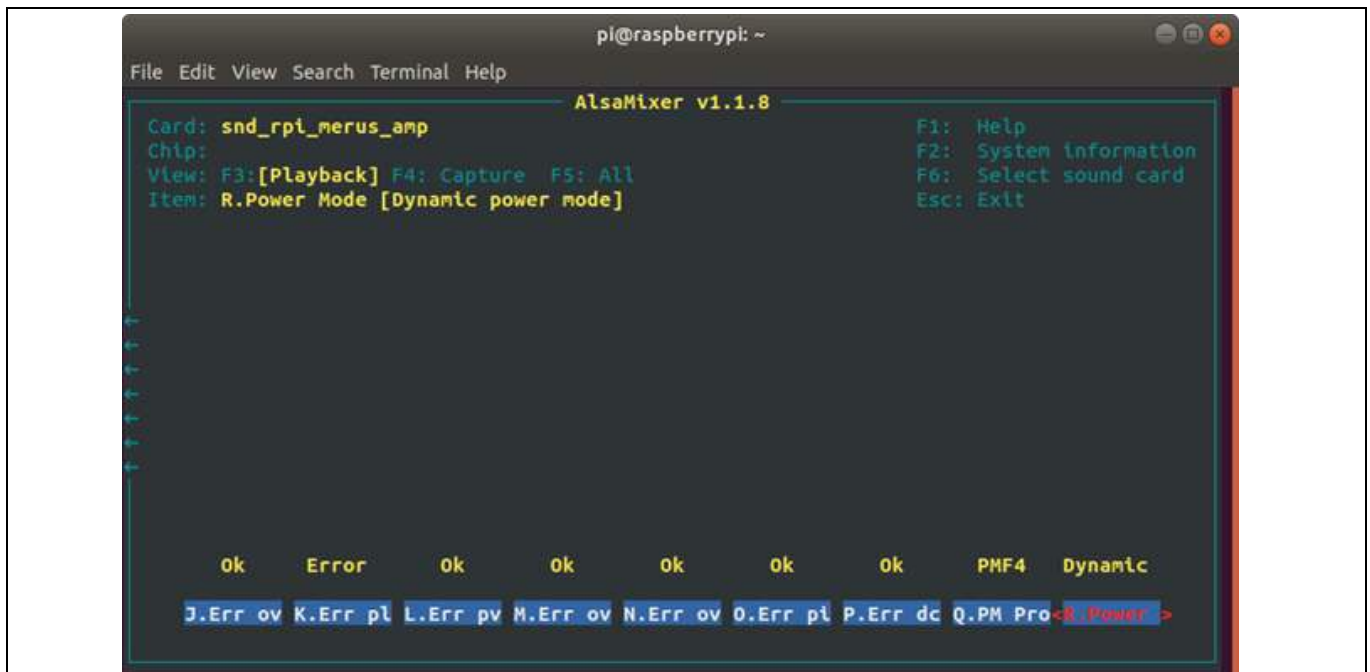 pi@raspberrypi: ~
File Edit View Search Terminal Help
AlsaMixer v1.1.8
Card: snd_rpi_merus_amp F1: Help
Chip: F2: System information
View: F3:[Playback] F4: Capture F5: All F6: Select sound card
Item: R.Power Mode [Dynamic power mode] Esc: Exit
Ok Error Ok Ok Ok Ok Ok PMF4 Dynamic
J.Err ov K.Err pl L.Err pv M.Err ov N.Err ov O.Err pi P.Err dc Q.PM Pro<R.Power >